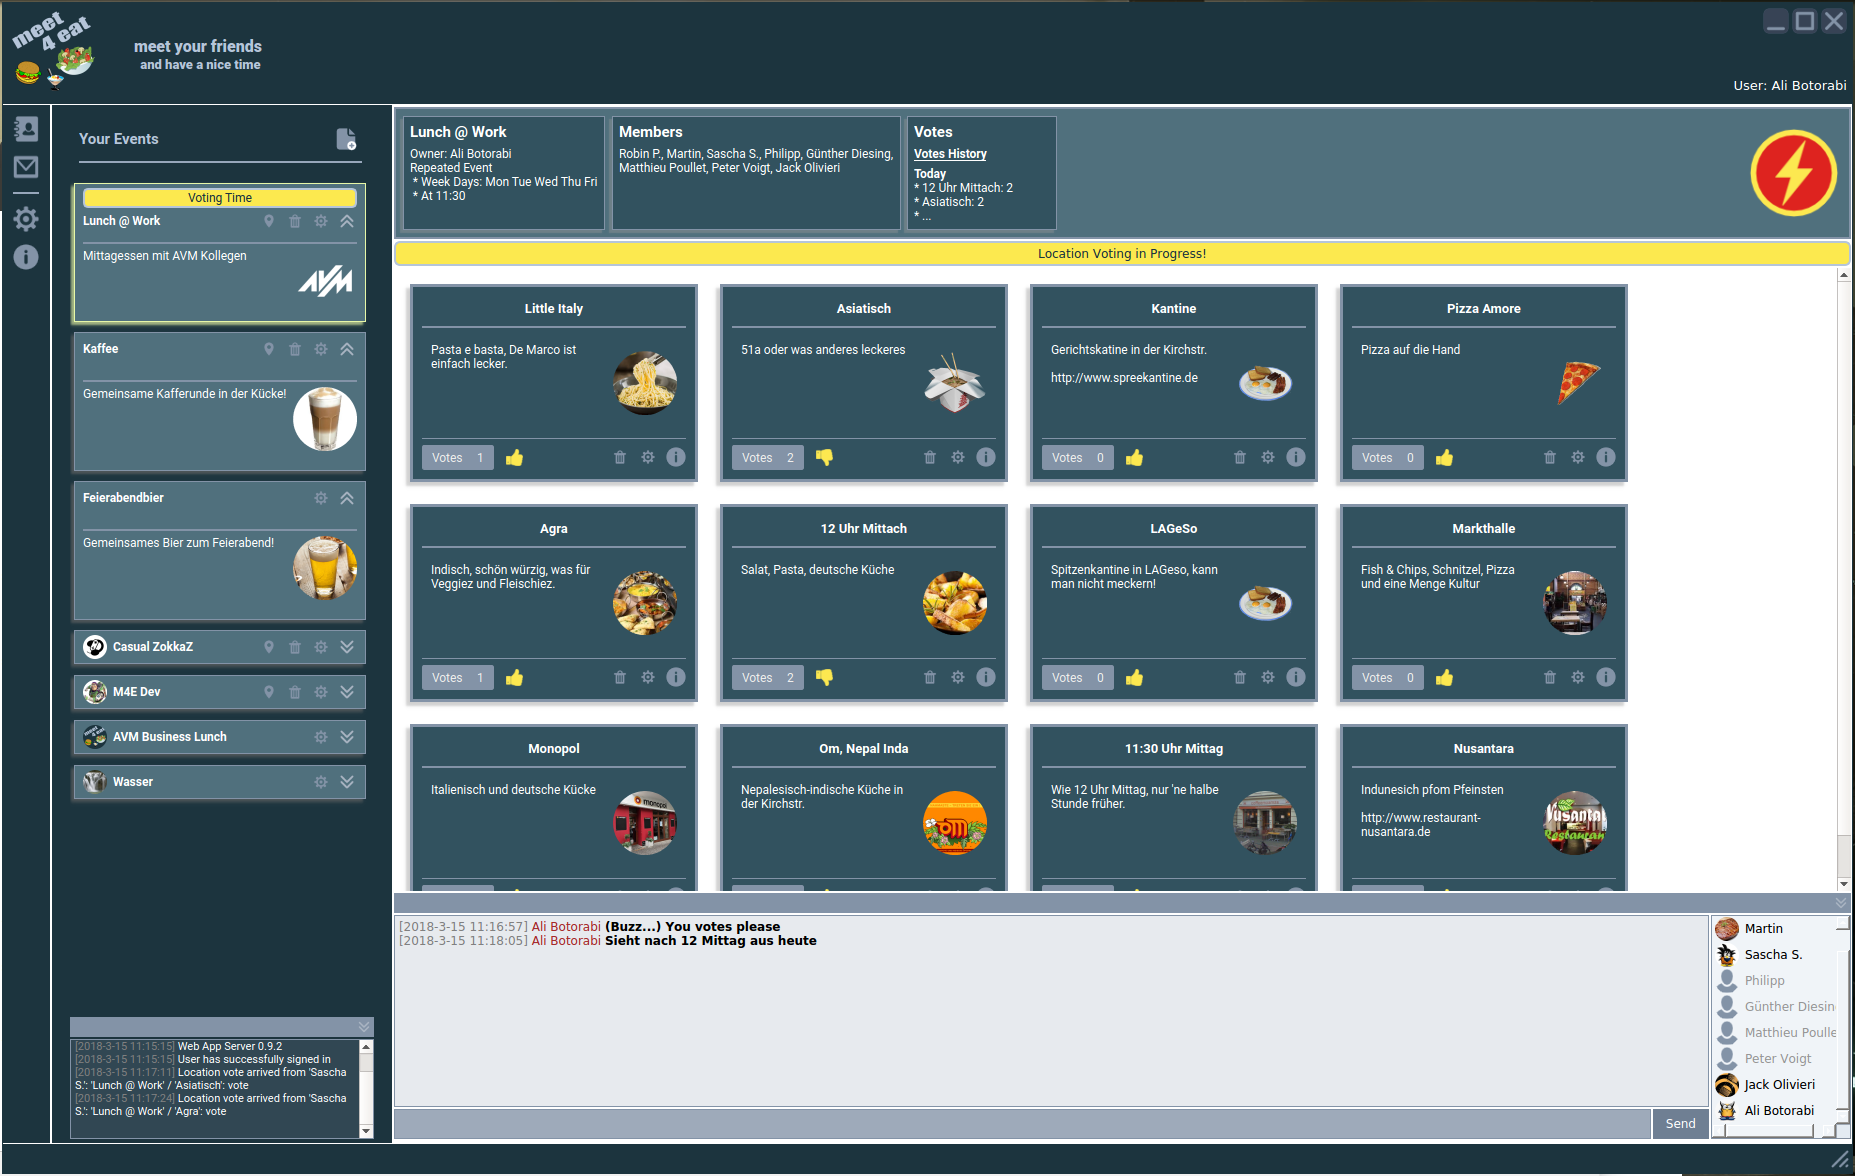 meet
4 eat
meet your friends
and have a nice time
User: Ali Botorabi
Your Events
Voting Time
Lunch @ Work
Mittagessen mit AVM Kollegen
AVM
Kaffee
Gemeinsame Kafferunde in der Kücke!
Feierabendbier
Gemeinsames Bier zum Feierabend!
Casual ZokkaZ
M4E Dev
AVM Business Lunch
Wasser
[2018-3-15 11:15:15] Web App Server 0.9.2
[2018-3-15 11:15:15] User has successfully signed in
[2018-3-15 11:17:11] Location vote arrived from 'Sascha
S.': 'Lunch @ Work' / 'Asiatisch': vote
[2018-3-15 11:17:24] Location vote arrived from 'Sascha
S.': 'Lunch @ Work' / 'Agra': vote
Lunch @ Work
Owner: Ali Botorabi
Repeated Event
* Week Days: Mon Tue Wed Thu Fri
* At 11:30
Members
Robin P., Martin, Sascha S., Philipp, Günther Diesing,
Matthieu Poullet, Peter Voigt, Jack Olivieri
Votes
Votes History
Today
* 12 Uhr Mittach: 2
* Asiatisch: 2
* ...
Location Voting in Progress!
Little Italy
Pasta e basta, De Marco ist
einfach lecker.
Votes 1
Asiatisch
51a oder was anderes leckeres
Votes 2
Kantine
Gerichtskatine in der Kirchstr.
http://www.spreekantine.de
Votes 0
Pizza Amore
Pizza auf die Hand
Votes 0
Agra
Indisch, schön würzig, was für
Veggiez und Fleischiez.
Votes 1
12 Uhr Mittach
Salat, Pasta, deutsche Küche
Votes 2
LAGeSo
Spitzenkantine in LAGeso, kann
man nicht meckern!
Votes 0
Markthalle
Fish & Chips, Schnitzel, Pizza
und eine Menge Kultur
Votes 0
Monopol
Italienisch und deutsche Kücke
monopol
Om, Nepal Inda
Nepalesisch-indische Küche in
der Kirchstr.
om
11:30 Uhr Mittag
Wie 12 Uhr Mittag, nur 'ne halbe
Stunde früher.
Nusantara
Indunesich pfom Pfeinsten
http://www.restaurant-
nusantara.de
Nusanta
Restauran
[2018-3-15 11:16:57] Ali Botorabi (Buzz...) You votes please
[2018-3-15 11:18:05] Ali Botorabi Sieht nach 12 Mittag aus heute
Martin
Sascha S.
Philipp
Günther Diesin
Matthieu Poulle
Peter Voigt
Jack Olivieri
Ali Botorabi
Send